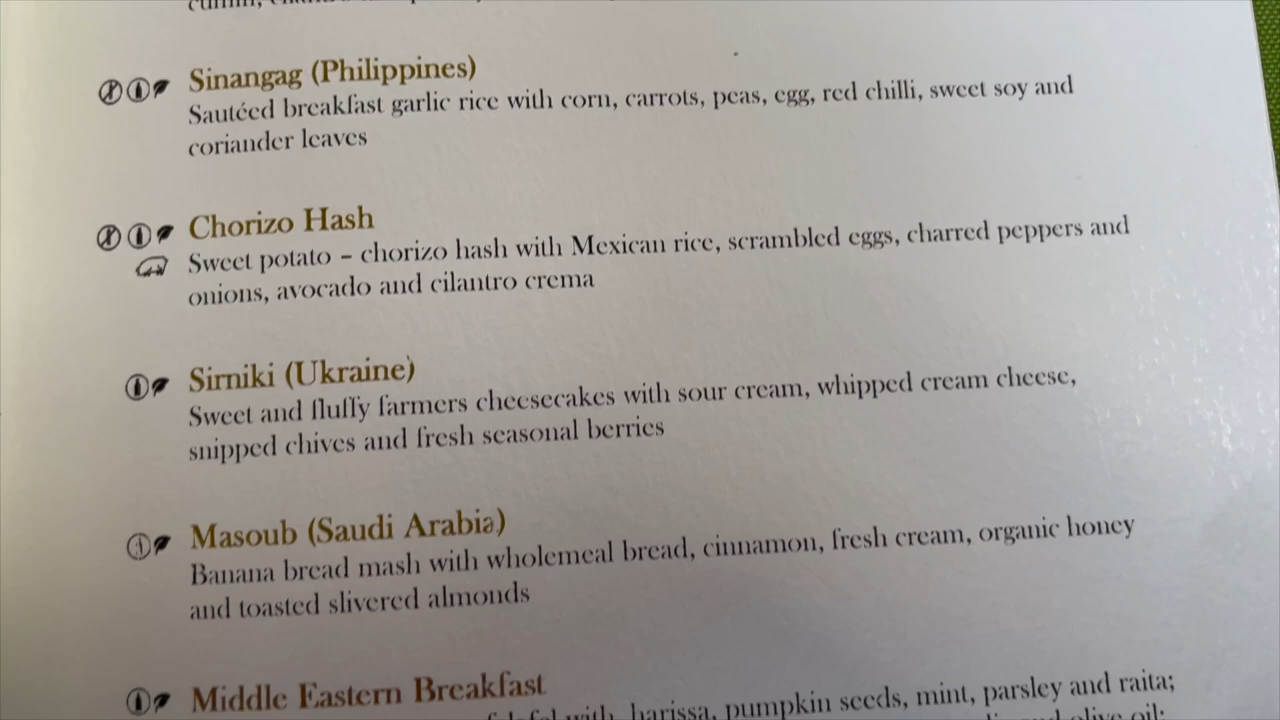 Sinangag (Philippines)
Sautéed breakfast garlic rice with corn, carrots, peas, egg, red chilli, sweet soy and
coriander leaves
Chorizo Hash
Sweet potato – chorizo hash with Mexican rice, scrambled eggs, charred peppers and
onions, avocado and cilantro crema
Sirniki (Ukraine)
Sweet and fluffy farmers cheesecakes with sour cream, whipped cream cheese,
snipped chives and fresh seasonal berries
Masoub (Saudi Arabia)
Banana bread mash with wholemeal bread, cinnamon, fresh cream, organic honey
and toasted slivered almonds
Middle Eastern Breakfast
with harissa, pumpkin seeds, mint, parsley and raita;
olive oil;